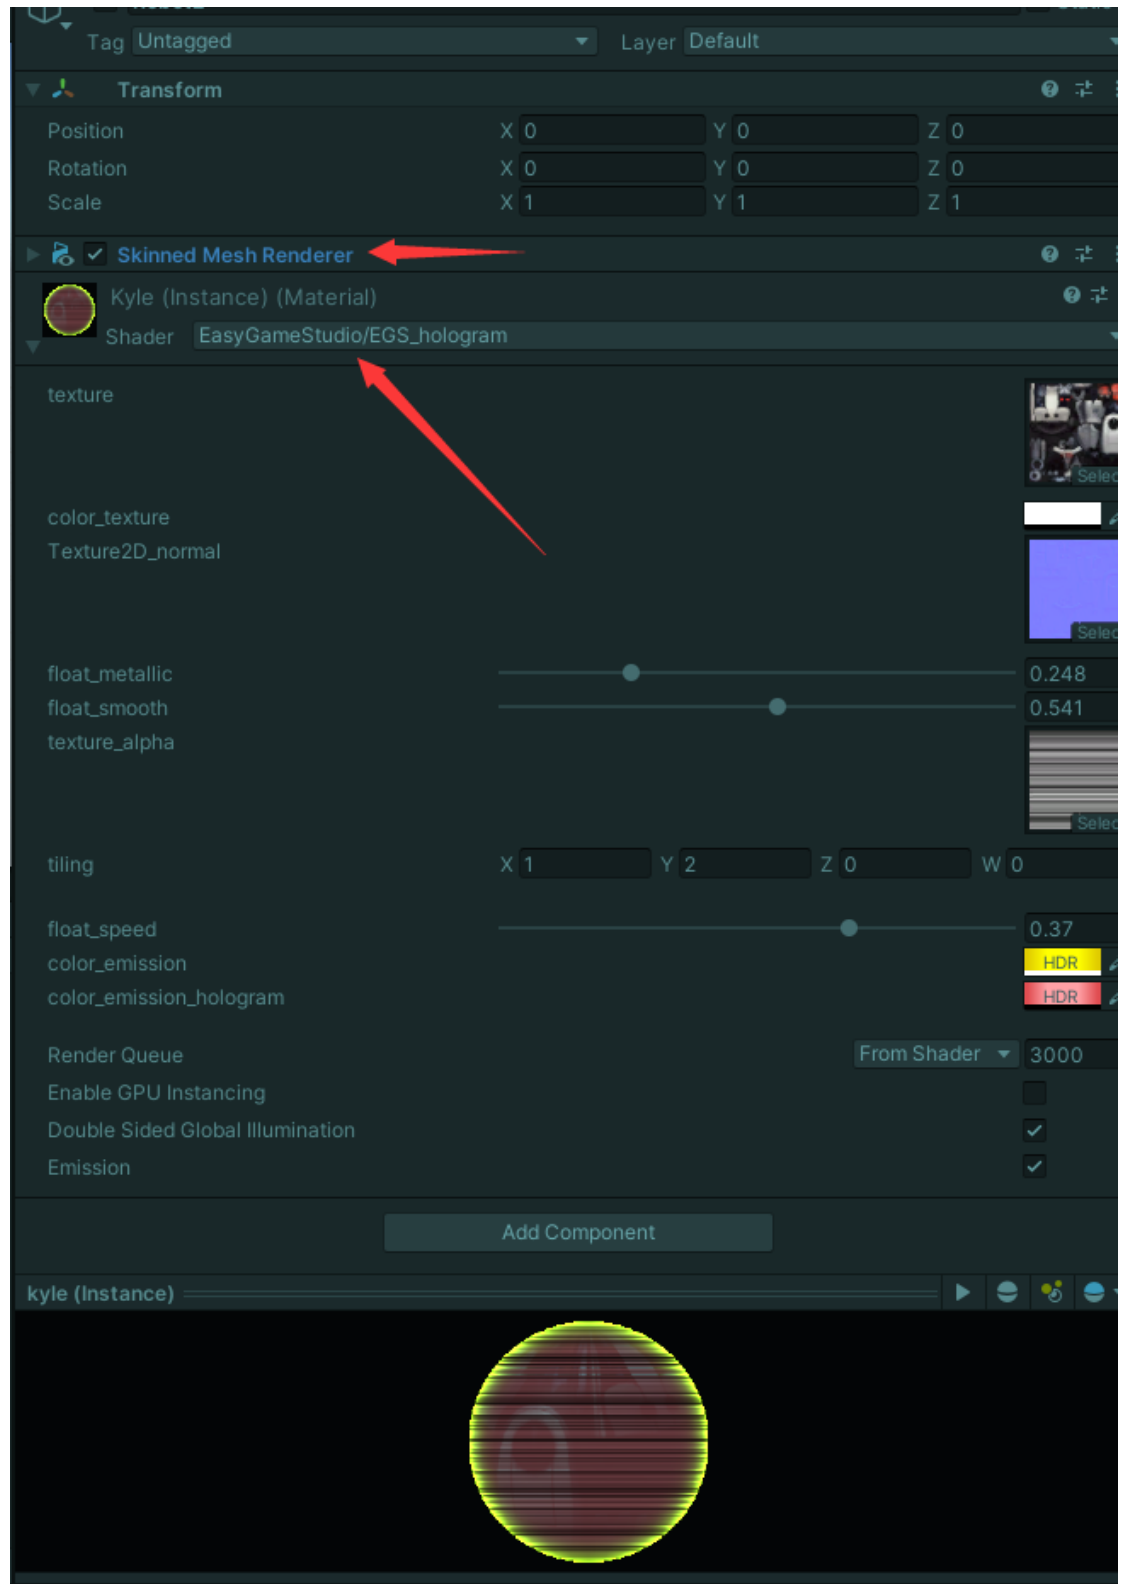 Tag Untagged Layer Default
Transform
Position X 0 Y 0 Z 0
Rotation X 0 Y 0 Z 0
Scale X 1 Y 1 Z 1
Skinned Mesh Renderer
Kyle (Instance) (Material)
Shader EasyGameStudio/EGS_hologram
texture
Selec
color_texture
Texture2D_normal
Selec
float_metallic 0.248
float_smooth 0.541
texture_alpha
Selec
tiling X 1 Y 2 Z 0 W 0
float_speed 0.37
color_emission HDR
color_emission_hologram HDR
Render Queue From Shader 3000
Enable GPU Instancing
Double Sided Global Illumination
Emission
Add Component
kyle (Instance)